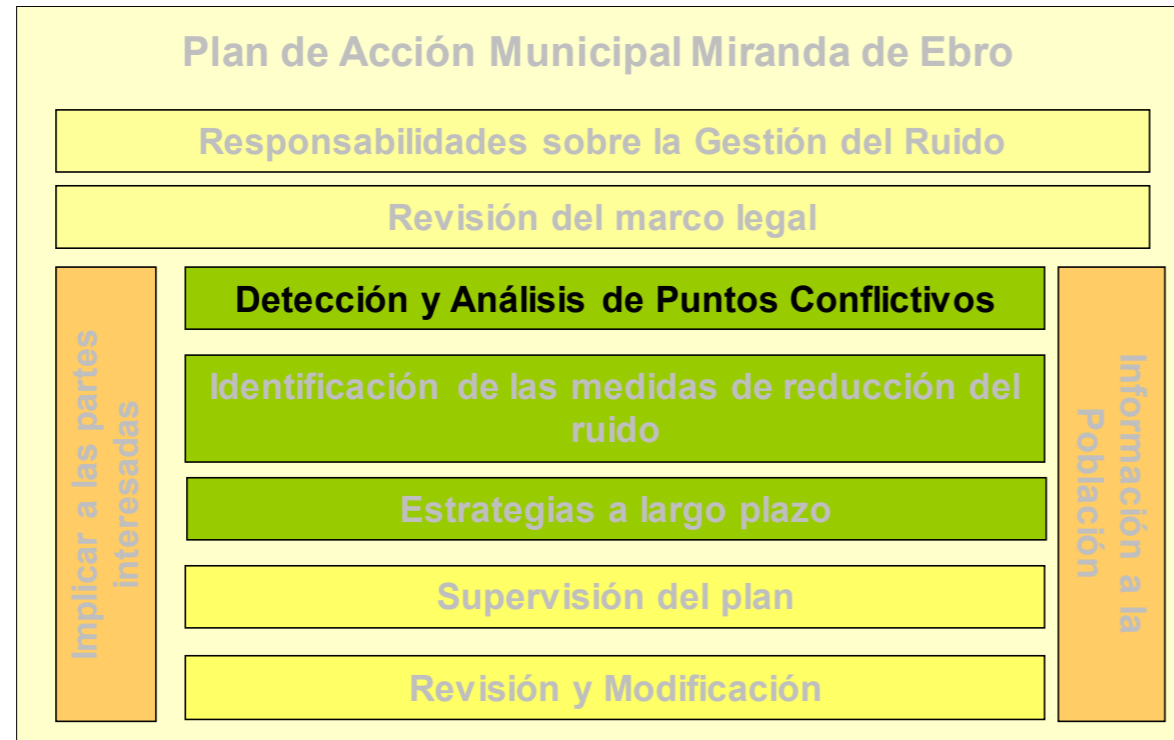 Plan de Acción Municipal Miranda de Ebro
Responsabilidades sobre la Gestión del Ruido
Revisión del marco legal
Implicar a las partes
interesadas
Detección y Análisis de Puntos Conflictivos
Identificación de las medidas de reducción del
ruido
Estrategias a largo plazo
Supervisión del plan
Revisión y Modificación
Información a la
Población